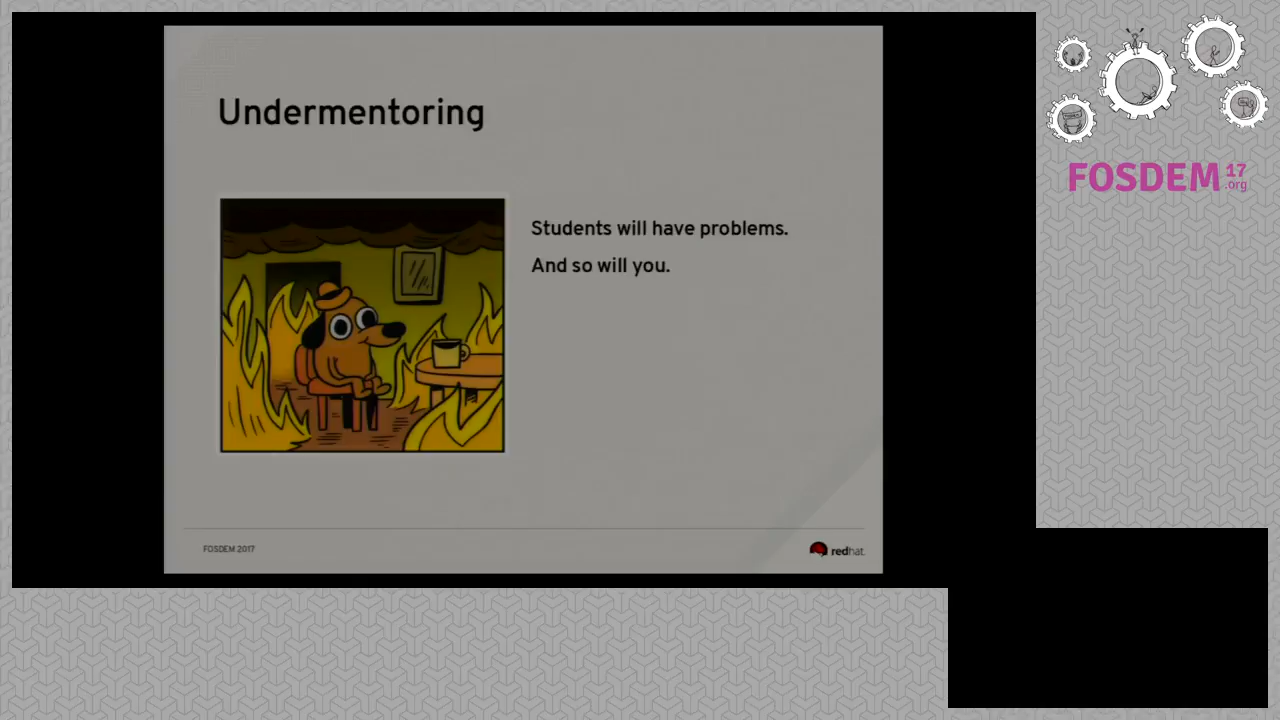 Undermentoring
Students will have problems.
And so will you.
FOSDEM 2017
redhat.
FOSDEM 17
.org